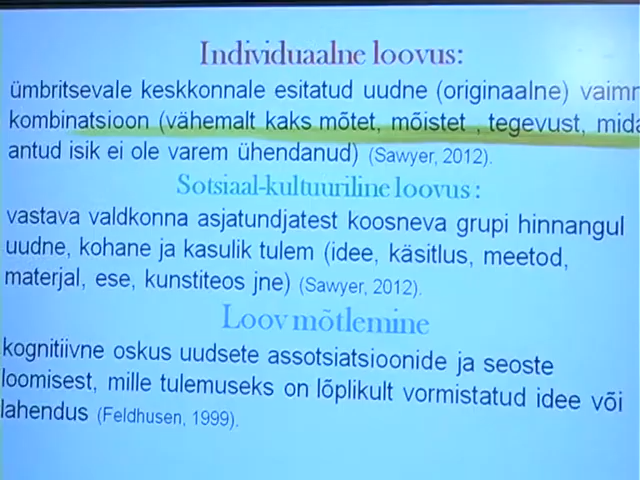 Individuaalne loovus:
ümbritsevale keskkonnale esitatud uudne (originaalne)
kombinatsioon (vähemalt kaks mõtet, mõistet , tegevust, mida
antud isik ei ole varem ühendanud) (Sawyer, 2012).
Sotsiaal-kultuuriline loovus :
vastava valdkonna asjatundjatest koosneva grupi hinnangul
uudne, kohane ja kasulik tulem (idee, käsitlus, meetod,
materjal, ese, kunstiteos jne) (Sawyer, 2012).
Loov mõtlemine
kognitiivne oskus uudsete assotsiatsioonide ja seoste
loomisest, mille tulemuseks on lõplikult vormistatud idee või
lahendus (Feldhusen, 1999).